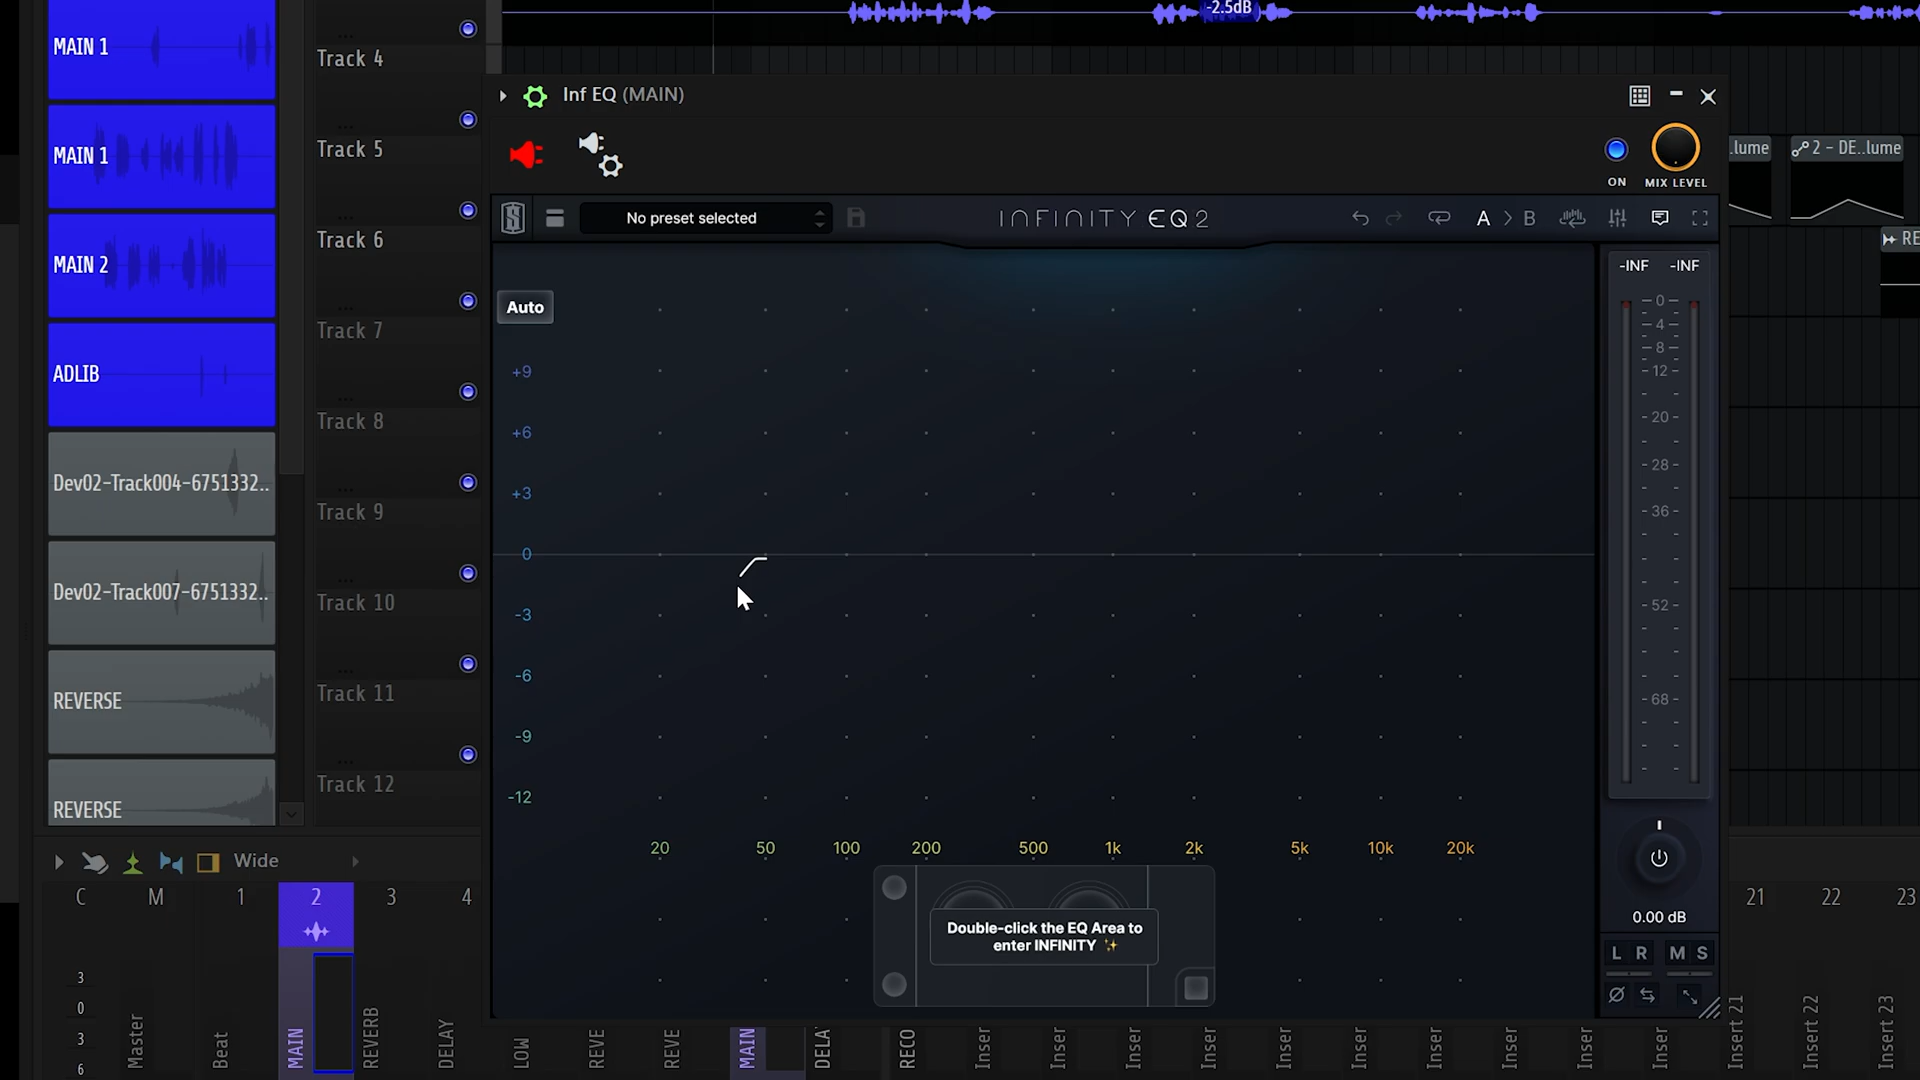 -2.5dB
MAIN 1
MAIN 1
MAIN 2
ADLIB
Dev02-Track004-6751332..
Dev02-Track007-6751332..
REVERSE
REVERSE
Track 4
Track 5
Track 6
Track 7
Track 8
Track 9
Track 10
Track 11
Track 12
Inf EQ (MAIN)
ON
MIX LEVEL
No preset selected
INFINITY EQ 2
A > B
Auto
+9
+6
+3
0
-3
-6
-9
-12
20 50 100 200 500 1k 2k 5k 10k 20k
Double-click the EQ Area to
enter INFINITY ✨
-INF -INF
0
4
8
12
20
28
36
52
68
0.00 dB
L R M S
.lume
2 - DE..lume
RE
Wide
C M 1 2 3 4 21 22 23
3
0
3
6
Master
Beat
MAIN
REVERB
DELAY
LOW
REVE
REVE
MAIN
DELA
RECO
Inser
Inser
Inser
Inser
Inser
Inser
Inser
Inser
Inser
Inser
Insert 21
Insert 22
Insert 23